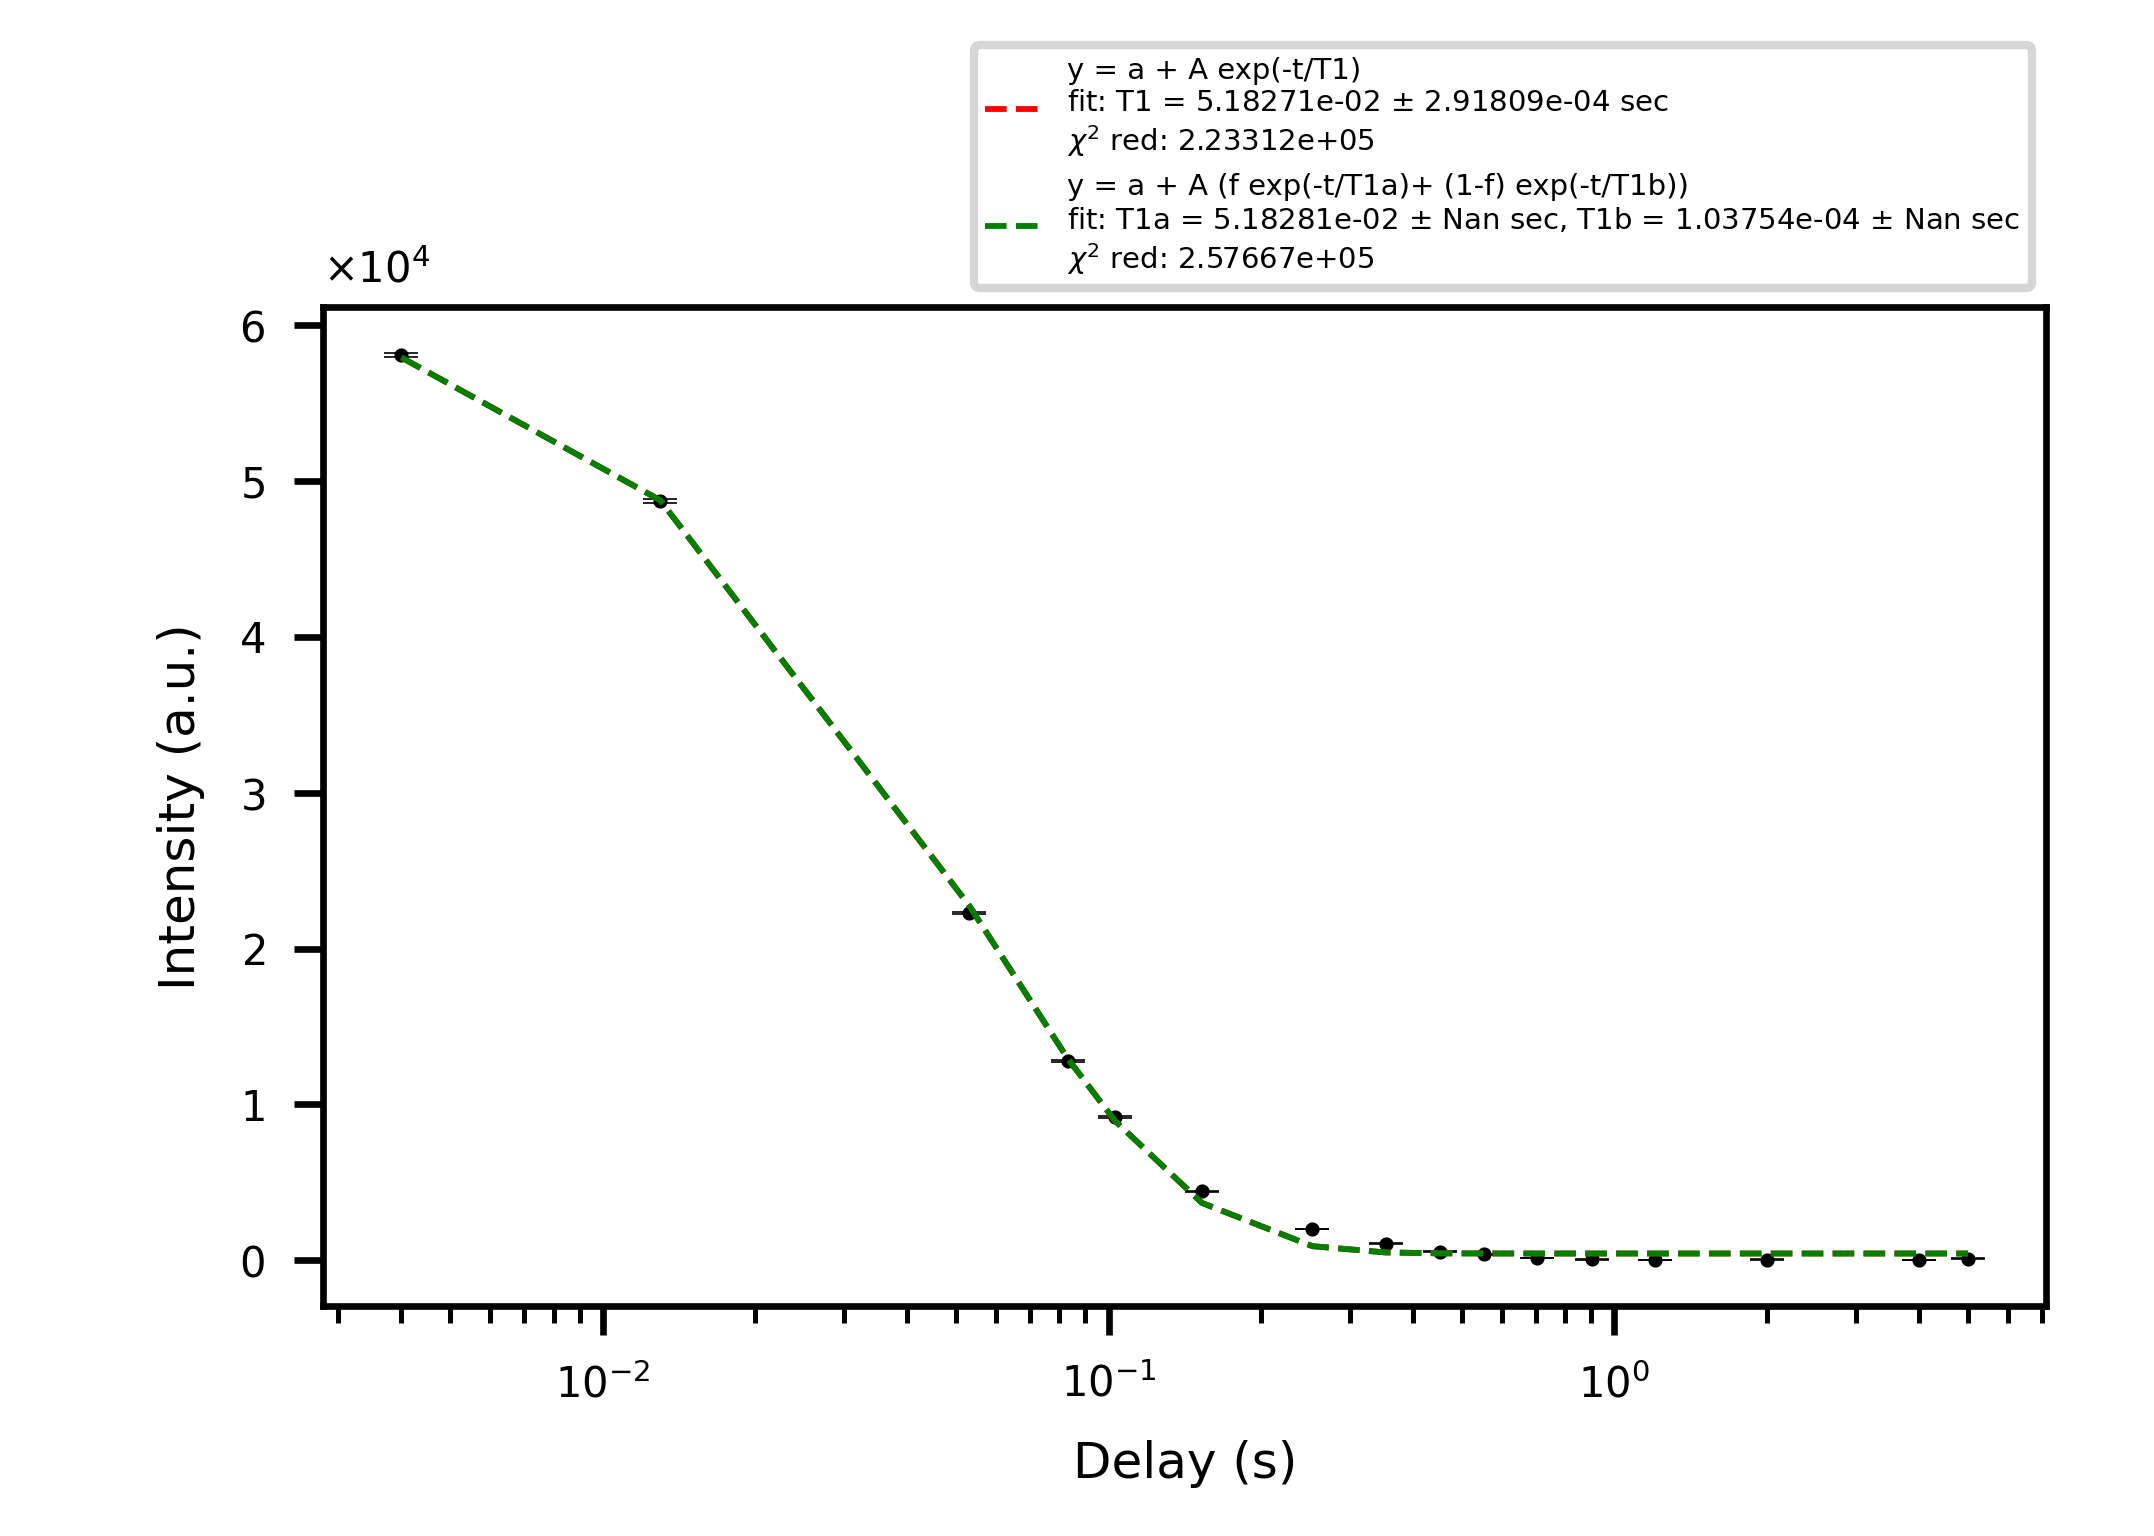 y = a + A exp(-t/T1)
fit: T1 = 5.18271e-02 ± 2.91809e-04 sec
χ² red: 2.23312e+05
y = a + A (f exp(-t/T1a)+ (1-f) exp(-t/T1b))
fit: T1a = 5.18281e-02 ± Nan sec, T1b = 1.03754e-04 ± Nan sec
χ² red: 2.57667e+05
×10⁴
6
5
4
3
2
1
0
Intensity (a.u.)
10⁻² 10⁻¹ 10⁰
Delay (s)